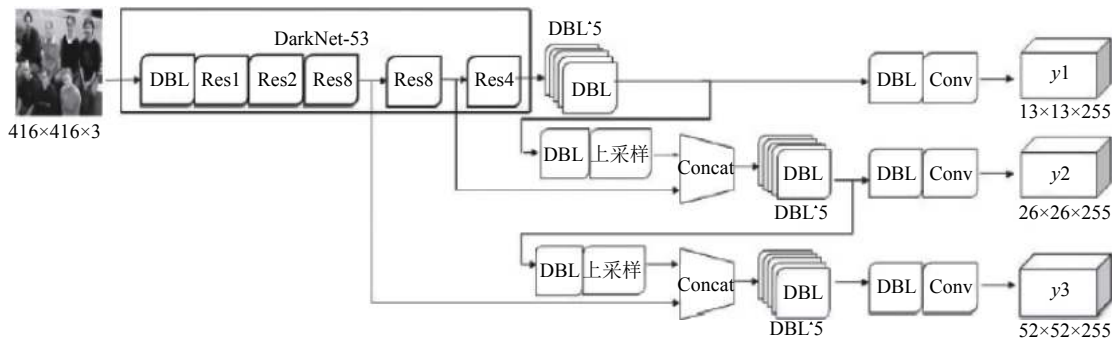 DarkNet-53
DBL Res1 Res2 Res8 Res8 Res4
DBL*5
DBL
DBL Conv
y1
416×416×3
13×13×255
DBL 上采样
Concat
DBL
DBL*5
DBL Conv
y2
26×26×255
DBL 上采样
Concat
DBL
DBL*5
DBL Conv
y3
52×52×255